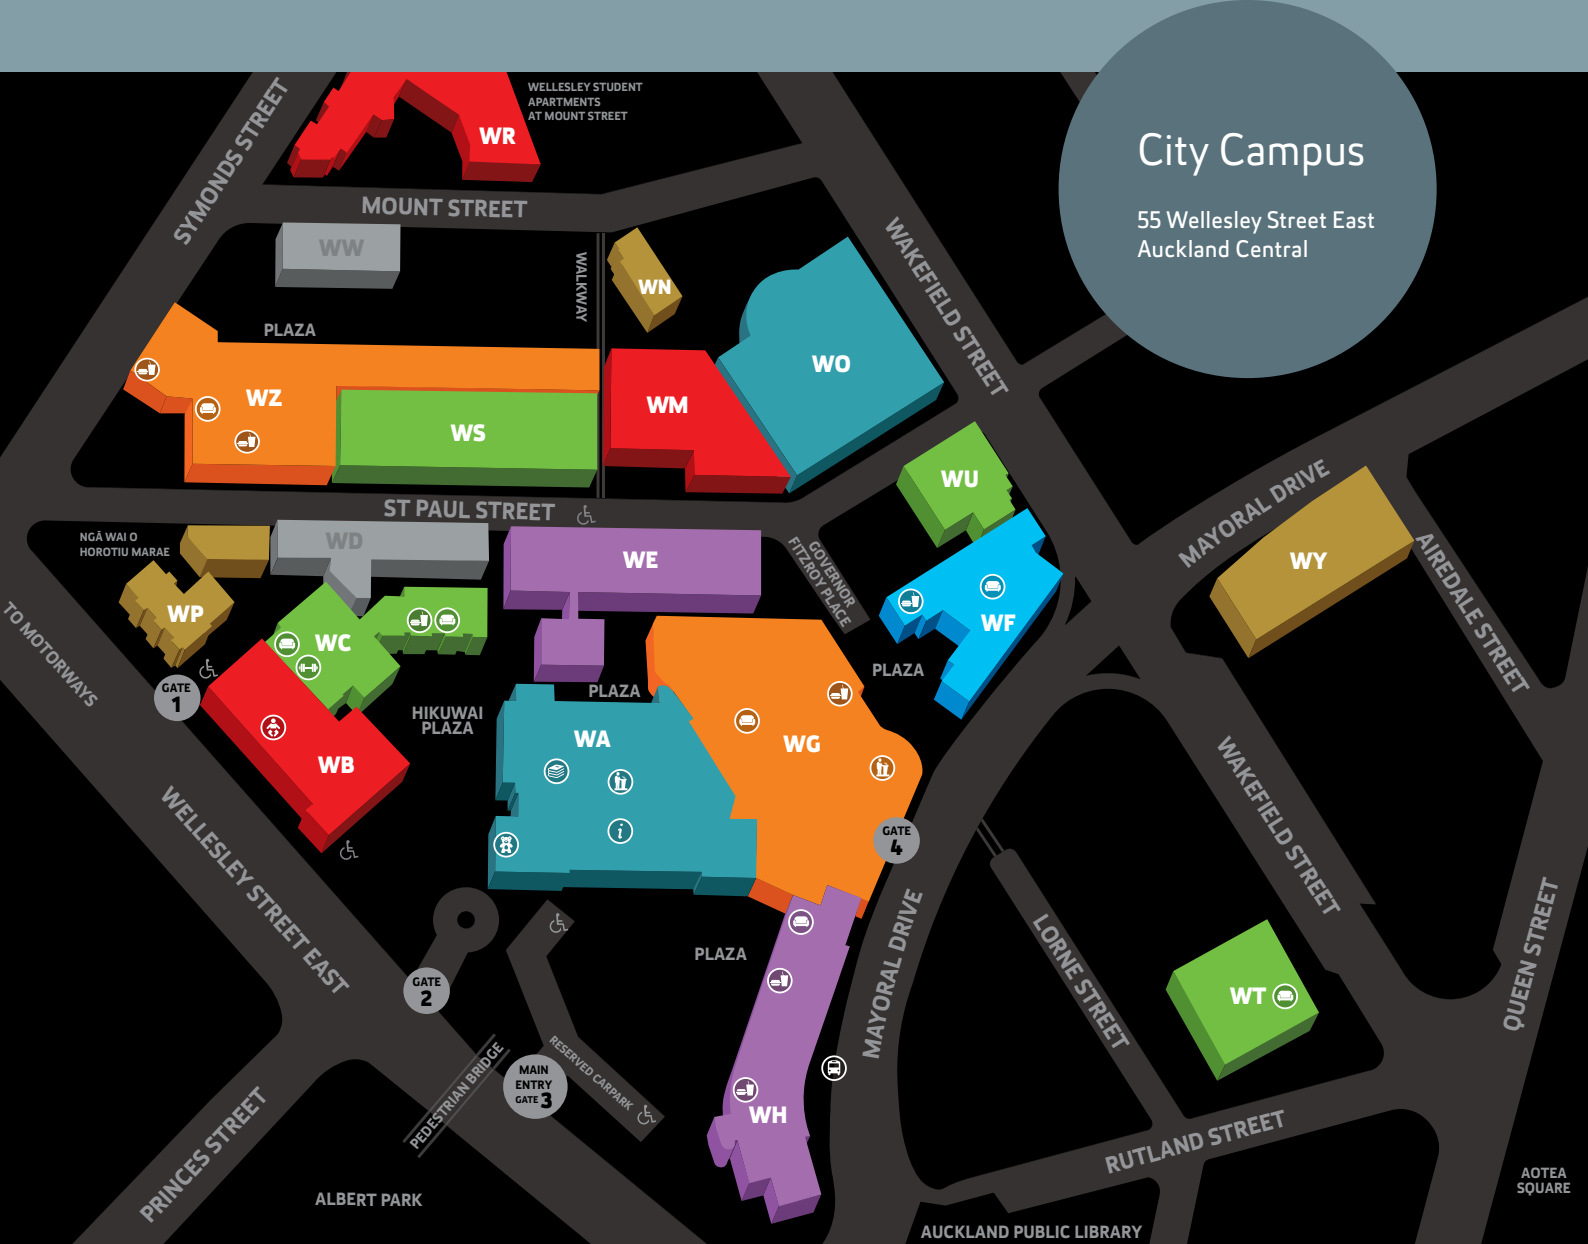 City Campus
55 Wellesley Street East
Auckland Central
WELLESLEY STUDENT
APARTMENTS
AT MOUNT STREET
WR
SYMONDS STREET
MOUNT STREET
WW
WALKWAY
WN
WAKEFIELD STREET
PLAZA
WO
WZ
WM
WS
WU
ST PAUL STREET
MAYORAL DRIVE
NGĀ WAI O
HOROTIU MARAE
WD
WE
GOVERNOR
FITZROY PLACE
WY
AIREDALE STREET
WP
WC
WF
TO MOTORWAYS
GATE
1
PLAZA
PLAZA
HIKUWAI
PLAZA
WA
WG
WB
WAKEFIELD STREET
WELLESLEY STREET EAST
GATE
4
MAYORAL DRIVE
LORNE STREET
QUEEN STREET
PLAZA
GATE
2
WT
RESERVED CARPARK
PEDESTRIAN BRIDGE
MAIN
ENTRY
GATE 3
WH
RUTLAND STREET
PRINCES STREET
ALBERT PARK
AOTEA
SQUARE
AUCKLAND PUBLIC LIBRARY